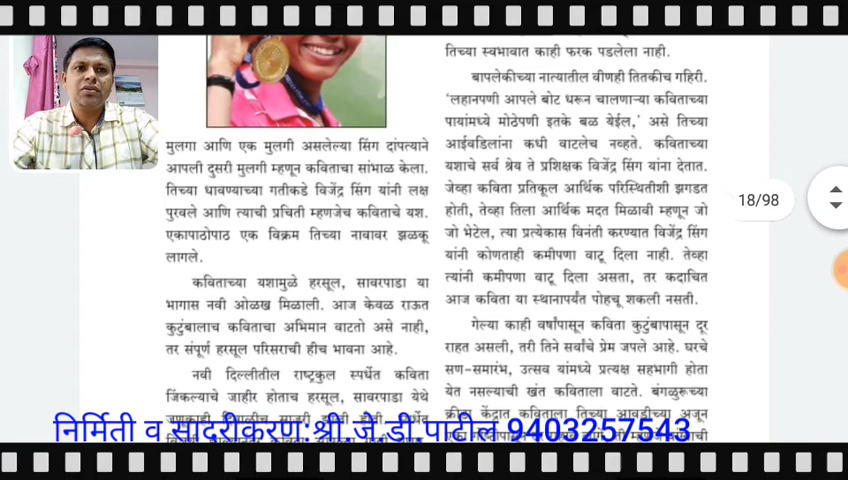 मुलगा आणि एक मुलगी असलेल्या सिंग दांपत्याने
आपली दुसरी मुलगी म्हणून कविताचा सांभाळ केला.
तिच्या धावण्याच्या गतीकडे विजेंद्र सिंग यांनी लक्ष
पुरवले आणि त्याची प्रचिती म्हणजेच कविताचे यश.
एकापाठोपाठ एक विक्रम तिच्या नावावर झळकू
लागले.
कविताच्या यशामुळे हरसूल, सावरपाडा या
भागास नवी ओळख मिळाली. आज केवळ राऊत
कुटुंबालाच कविताचा अभिमान वाटतो असे नाही,
तर संपूर्ण हरसूल परिसराची हीच भावना आहे.
नवी दिल्लीतील राष्ट्रकुल स्पर्धेत कविता
जिंकल्याचे जाहीर होताच हरसूल, सावरपाडा येथे
तिच्या स्वभावात काही फरक पडलेला नाही.
बापलेकीच्या नात्यातील वीणही तितकीच गहिरी.
‘लहानपणी आपले बोट धरून चालणाऱ्या कविताच्या
पायांमध्ये मोठेपणी इतके बळ येईल,’ असे तिच्या
आईवडिलांना कधी वाटलेच नव्हते. कविताच्या
यशाचे सर्व श्रेय ते प्रशिक्षक विजेंद्र सिंग यांना देतात.
जेव्हा कविता प्रतिकूल आर्थिक परिस्थितीशी झगडत
होती, तेव्हा तिला आर्थिक मदत मिळावी म्हणून जो
जो भेटेल, त्या प्रत्येकास विनंती करण्यात विजेंद्र सिंग
यांनी कोणताही कमीपणा वाटू दिला नाही. तेव्हा
त्यांनी कमीपणा वाटू दिला असता, तर कदाचित
आज कविता या स्थानापर्यंत पोहचू शकली नसती.
गेल्या काही वर्षांपासून कविता कुटुंबापासून दूर
राहत असली, तरी तिने सर्वांचे प्रेम जपले आहे. घरचे
सण-समारंभ, उत्सव यांमध्ये प्रत्यक्ष सहभागी होता
येत नसल्याची खंत कविताला वाटते. बंगळुरूच्या
क्रीडा केंद्रात कविताला तिच्या आवडीच्या अजून
18/98
निर्मिती व सादरीकरण:श्री.जे.डी.पाटील 9403257543